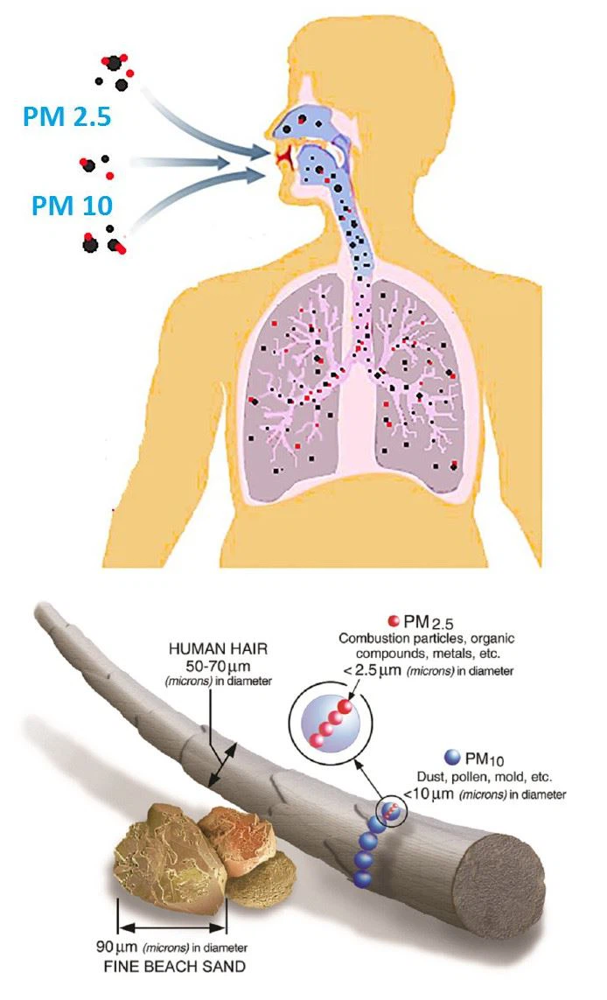 PM 2.5
PM 10
HUMAN HAIR
50-70μm
(microns) in diameter
PM2.5
Combustion particles, organic
compounds, metals, etc.
<2.5μm (microns) in diameter
PM10
Dust, pollen, mold, etc.
<10μm (microns) in diameter
90μm (microns) in diameter
FINE BEACH SAND